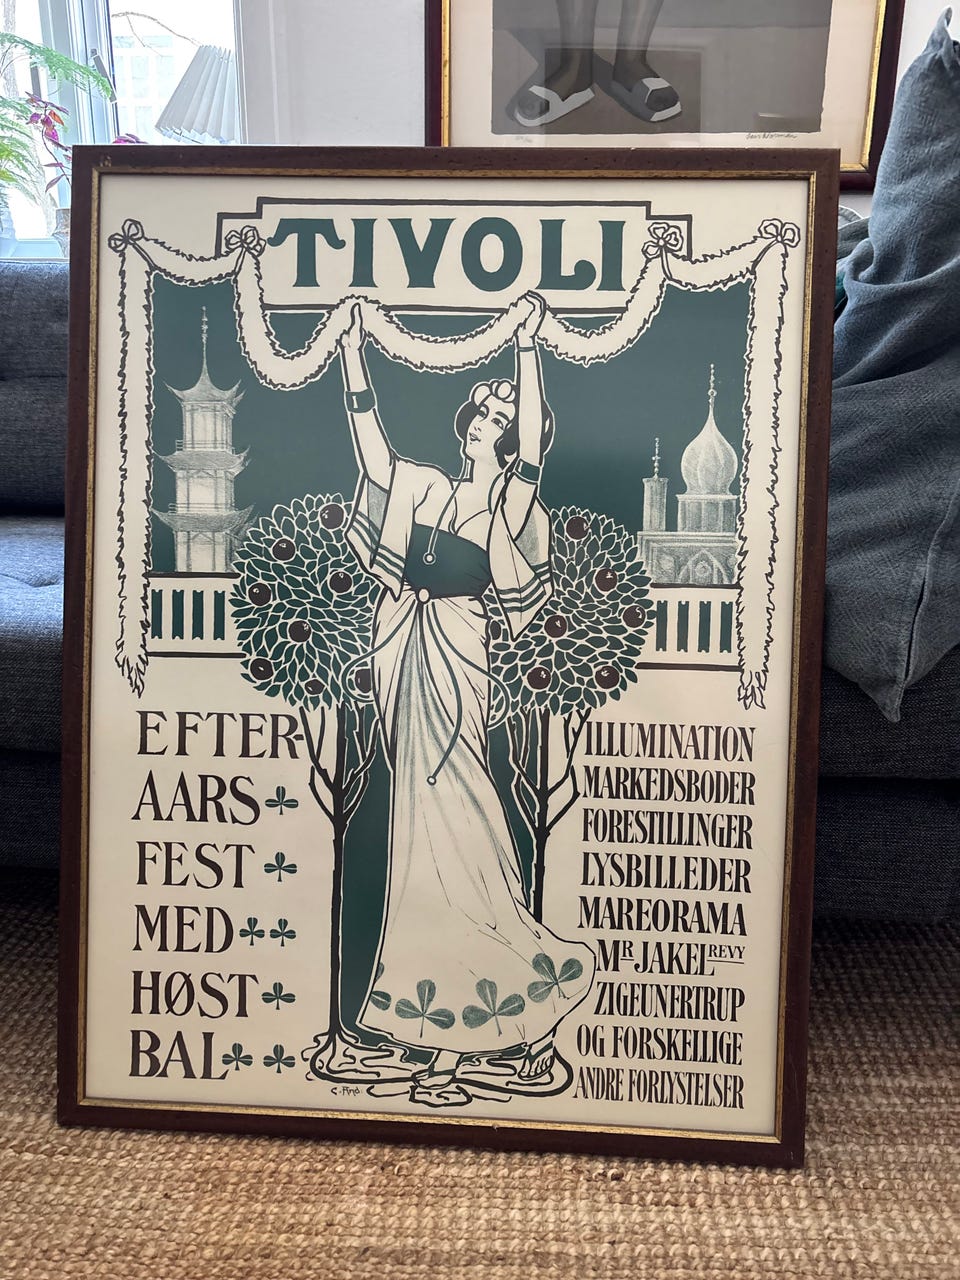 TIVOLI
EFTER-
AARS
FEST
MED
HØST
BAL
ILLUMINATION
MARKEDSBODER
FORESTILLINGER
LYSBILLEDER
MAREORAMA
MR JAKEL REVY
ZIGEUNERTRUP
OG FORSKELLIGE
ANDRE FORLYSTELSER
C. And.